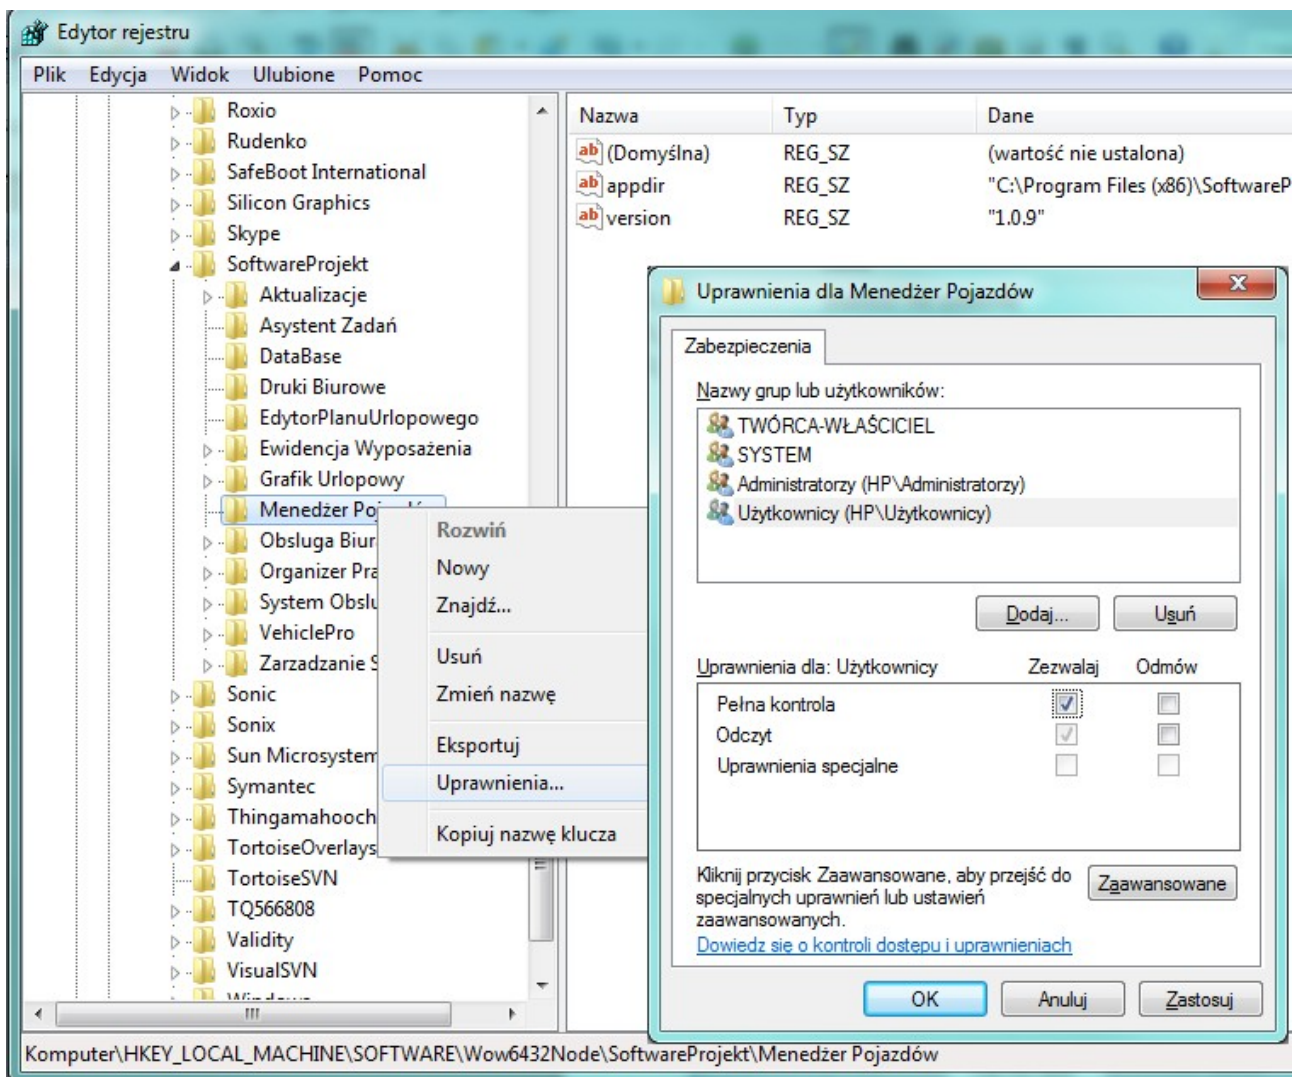 Edytor rejestru
Plik Edycja Widok Ulubione Pomoc
Roxio
Rudenko
SafeBoot International
Silicon Graphics
Skype
SoftwareProjekt
Aktualizacje
Asystent Zadań
DataBase
Druki Biurowe
EdytorPlanuUrlopowego
Ewidencja Wyposażenia
Grafik Urlopowy
Menedżer
Obsluga
Organizer
System
VehiclePro
Zarzadzanie
Sonic
Sonix
Sun Microsystem
Symantec
Thingamahooch
TortoiseOverlays
TortoiseSVN
TQ566808
Validity
VisualSVN
Nazwa Typ Dane
(Domyślna) REG_SZ (wartość nie ustalona)
appdir REG_SZ "C:\Program Files (x86)\SoftwareP
version REG_SZ "1.0.9"
Rozwiń
Nowy
Znajdź...
Usuń
Zmień nazwę
Eksportuj
Uprawnienia...
Kopiuj nazwę klucza
Uprawnienia dla Menedżer Pojazdów
Zabezpieczenia
Nazwy grup lub użytkowników:
TWÓRCA-WŁAŚCICIEL
SYSTEM
Administratorzy (HP\Administratorzy)
Użytkownicy (HP\Użytkownicy)
Dodaj... Usuń
Uprawnienia dla: Użytkownicy Zezwalaj Odmów
Pełna kontrola
Odczyt
Uprawnienia specjalne
Kliknij przycisk Zaawansowane, aby przejść do
specjalnych uprawnień lub ustawień
zaawansowanych.
Zaawansowane
Dowiedz się o kontroli dostępu i uprawnieniach
OK Anuluj Zastosuj
Komputer\HKEY_LOCAL_MACHINE\SOFTWARE\Wow6432Node\SoftwareProjekt\Menedżer Pojazdów